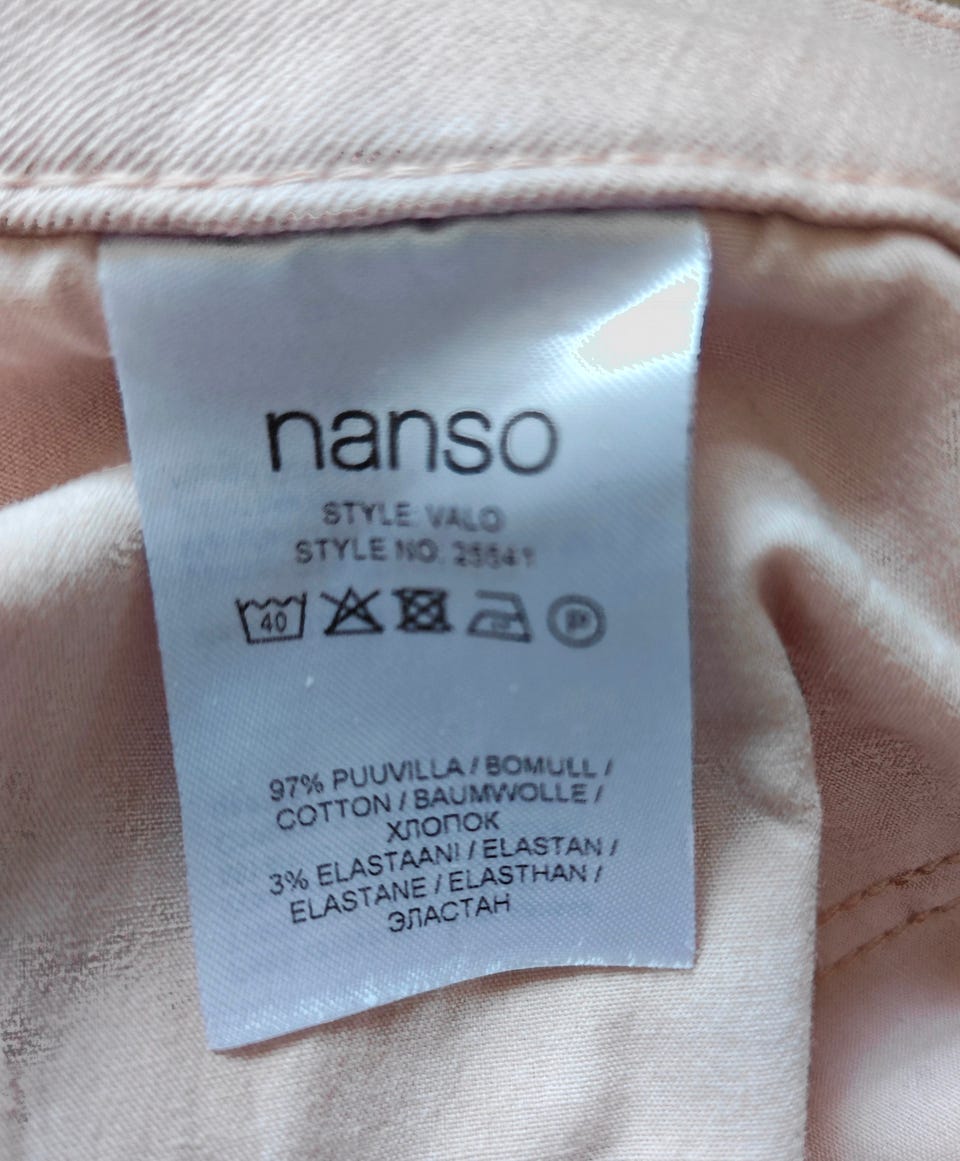 nanso
STYLE: VALO
STYLE NO. 25541
40 P
97% PUUVILLA / BOMULL /
COTTON / BAUMWOLLE /
ХЛОПОК
3% ELASTAANI / ELASTAN /
ELASTANE / ELASTHAN /
ЭЛАСТАН